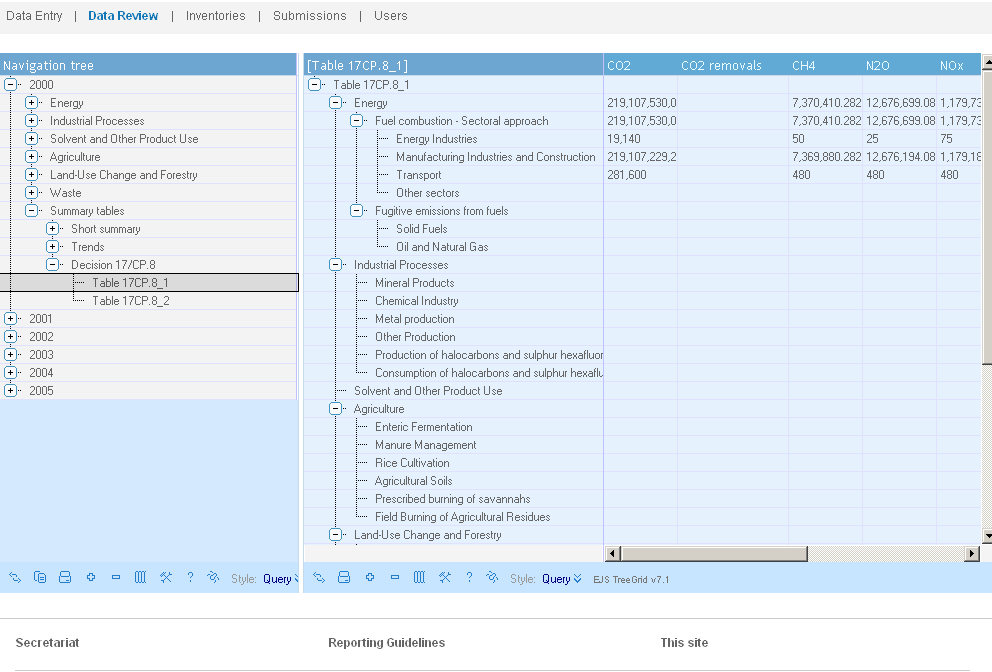 Data Entry | Data Review | Inventories | Submissions | Users
Navigation tree
2000
Energy
Industrial Processes
Solvent and Other Product Use
Agriculture
Land-Use Change and Forestry
Waste
Summary tables
Short summary
Trends
Decision 17/CP.8
Table 17CP.8_1
Table 17CP.8_2
2001
2002
2003
2004
2005
Style: Query
[Table 17CP.8_1] CO2 CO2 removals CH4 N2O NOx
Table 17CP.8_1
Energy 219,107,530,0 7,370,410.282 12,676,699.08 1,179,73
Fuel combustion - Sectoral approach 219,107,530,0 7,370,410.282 12,676,699.08 1,179,73
Energy Industries 19,140 50 25 75
Manufacturing Industries and Construction 219,107,229,2 7,369,880.282 12,676,194.08 1,179,18
Transport 281,600 480 480 480
Other sectors
Fugitive emissions from fuels
Solid Fuels
Oil and Natural Gas
Industrial Processes
Mineral Products
Chemical Industry
Metal production
Other Production
Production of halocarbons and sulphur hexafluor
Consumption of halocarbons and sulphur hexaflu
Solvent and Other Product Use
Agriculture
Enteric Fermentation
Manure Management
Rice Cultivation
Agricultural Soils
Prescribed burning of savannahs
Field Burning of Agricultural Residues
Land-Use Change and Forestry
Style: Query EJS TreeGrid v7.1
Secretariat Reporting Guidelines This site